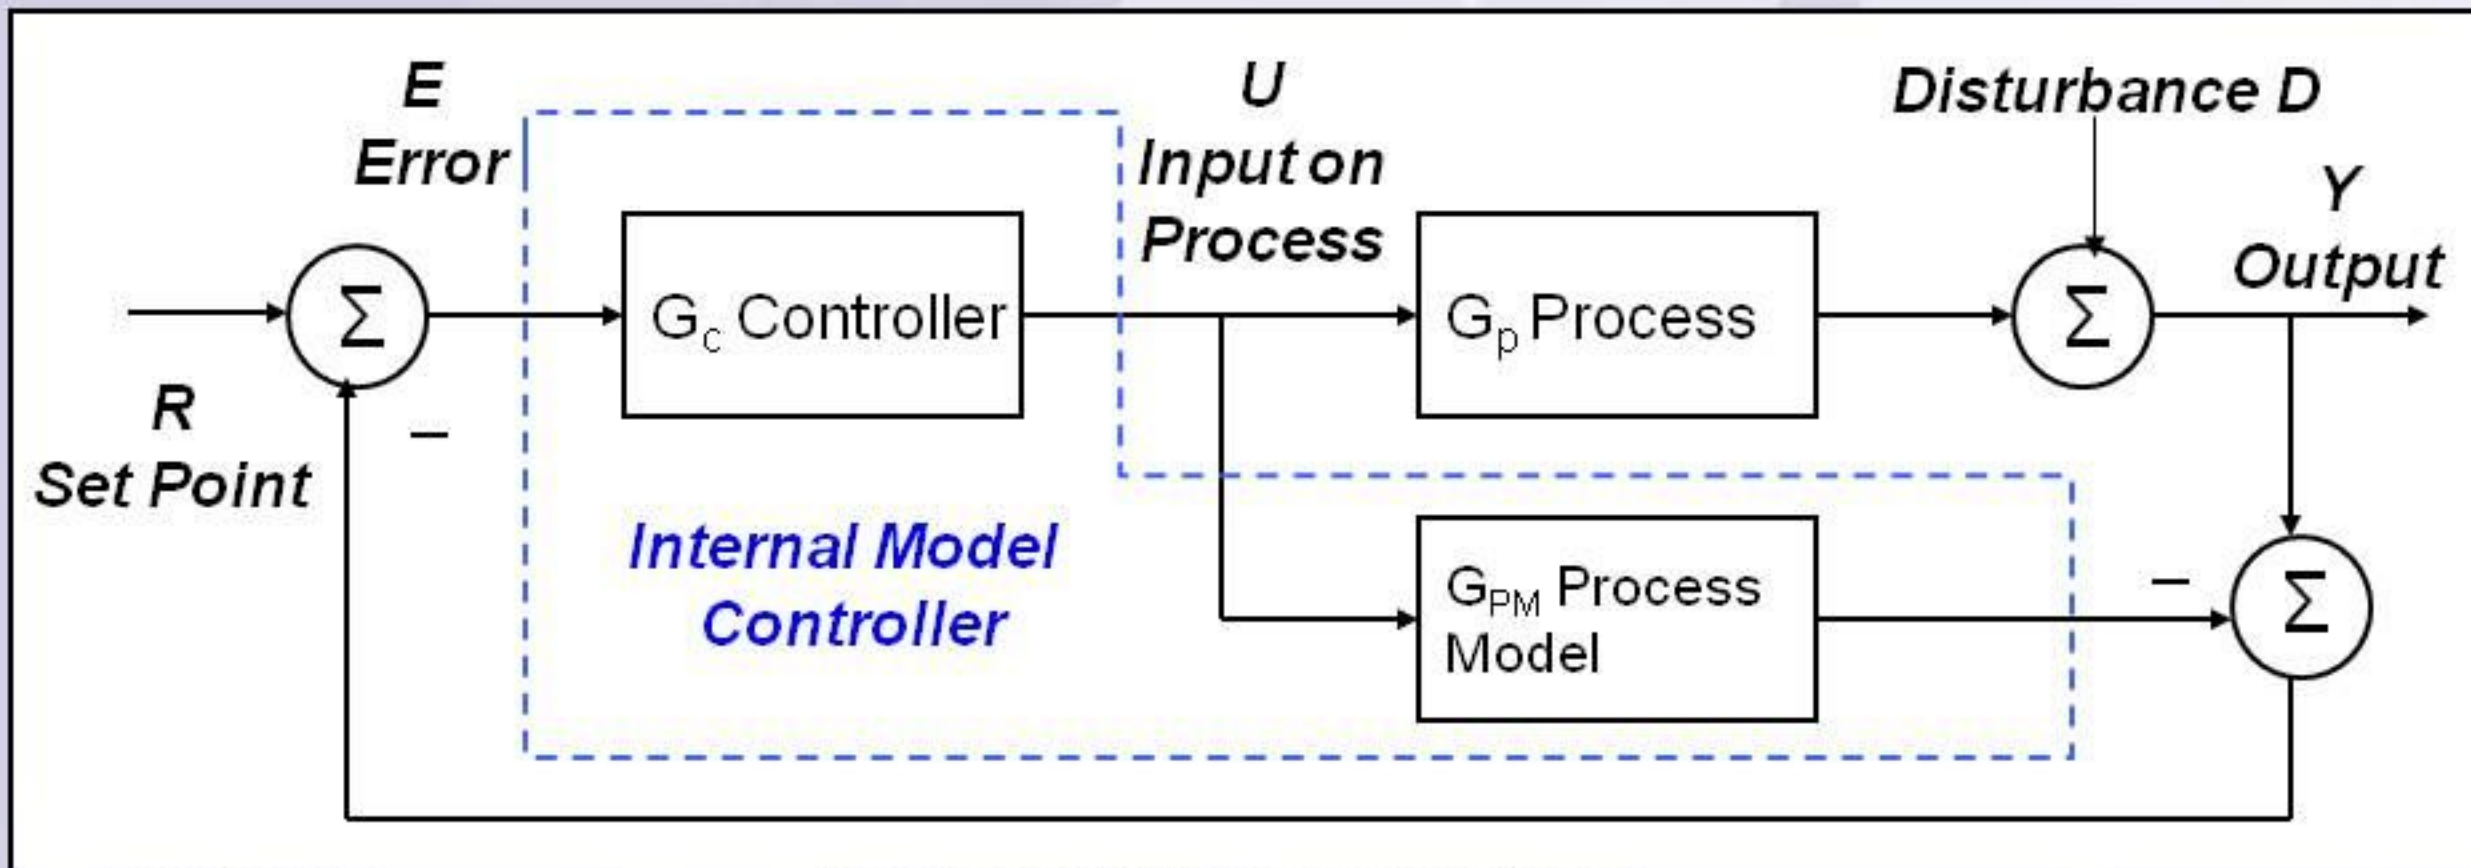 E
Error
U
Input on
Process
Disturbance D
Y
Output
Σ
Gc Controller
Gp Process
Σ
R
Set Point
–
Internal Model
Controller
GPM Process
Model
–
Σ